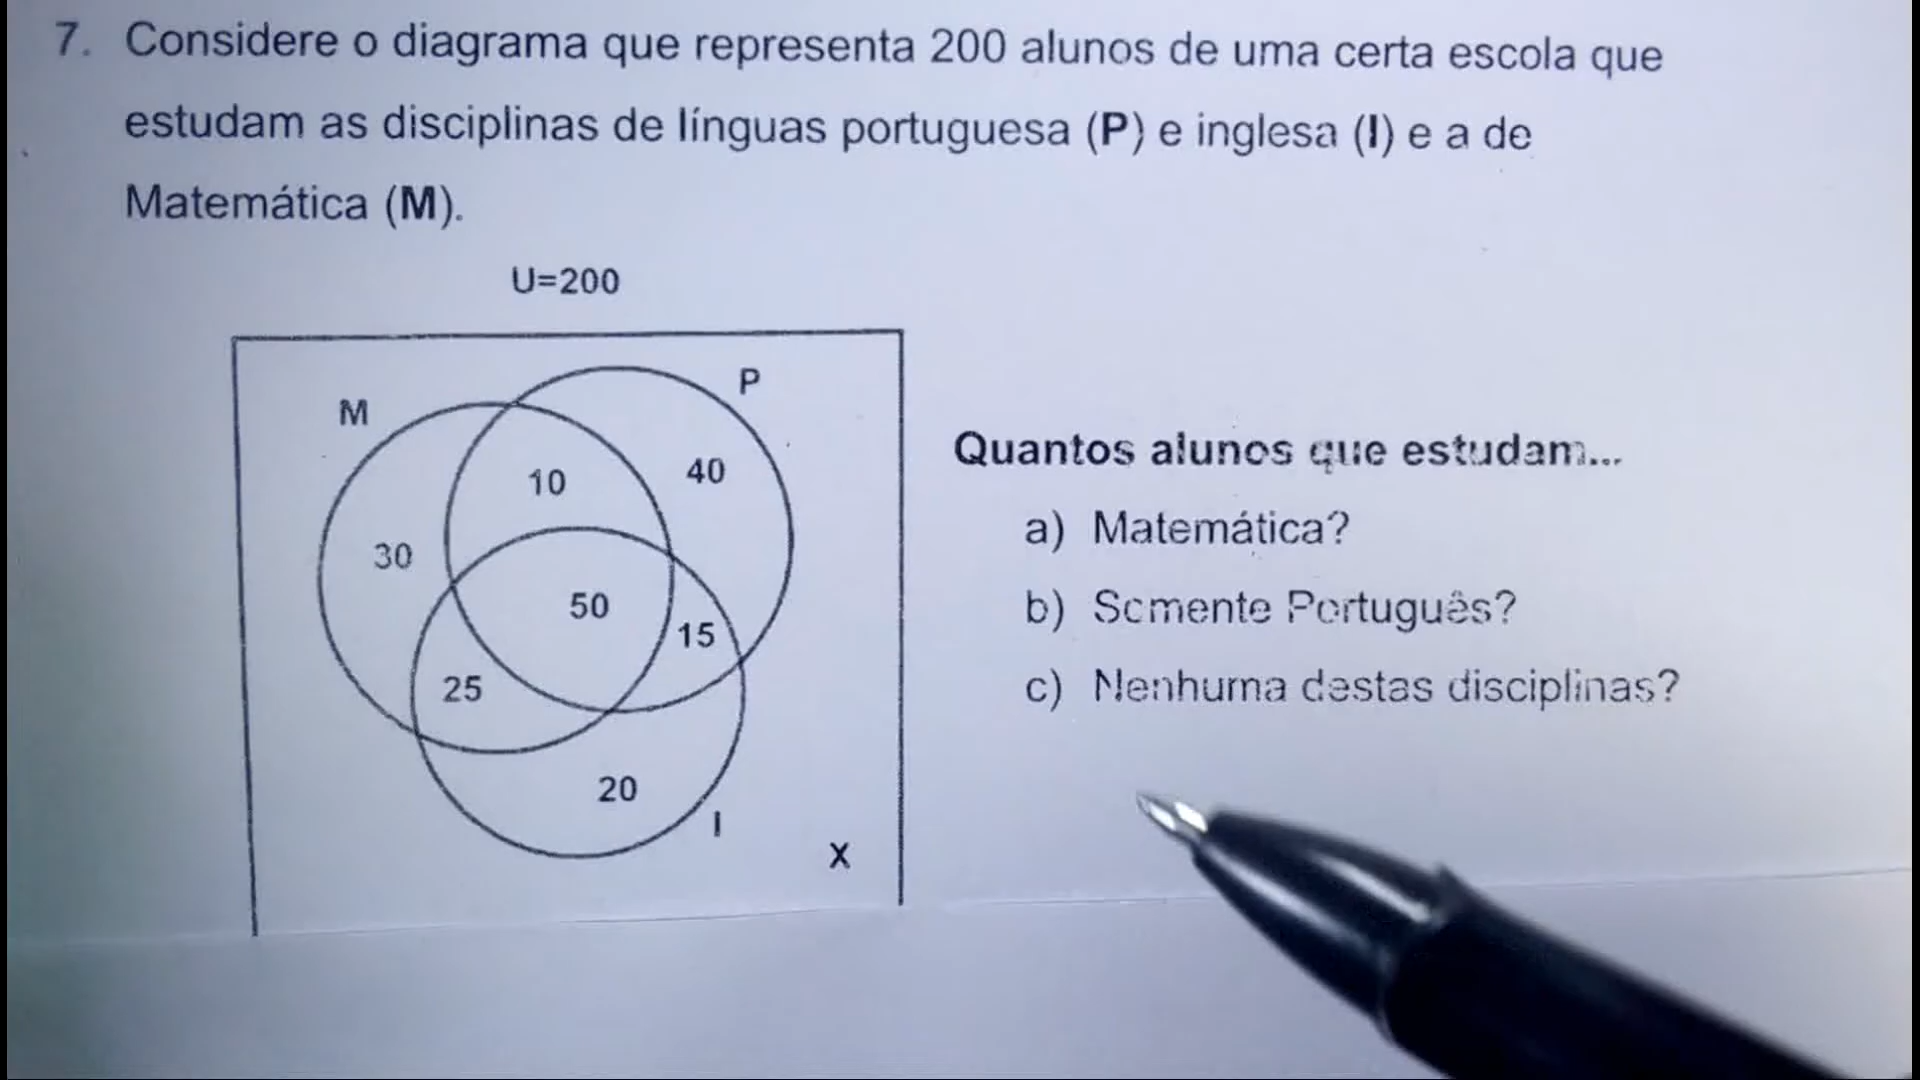 7. Considere o diagrama que representa 200 alunos de uma certa escola que
estudam as disciplinas de línguas portuguesa (P) e inglesa (I) e a de
Matemática (M).
U=200
M
P
10
40
30
50
15
25
20
I
X
Quantos alunos que estudam...
a) Matemática?
b) Somente Português?
c) Nenhuma destas disciplinas?